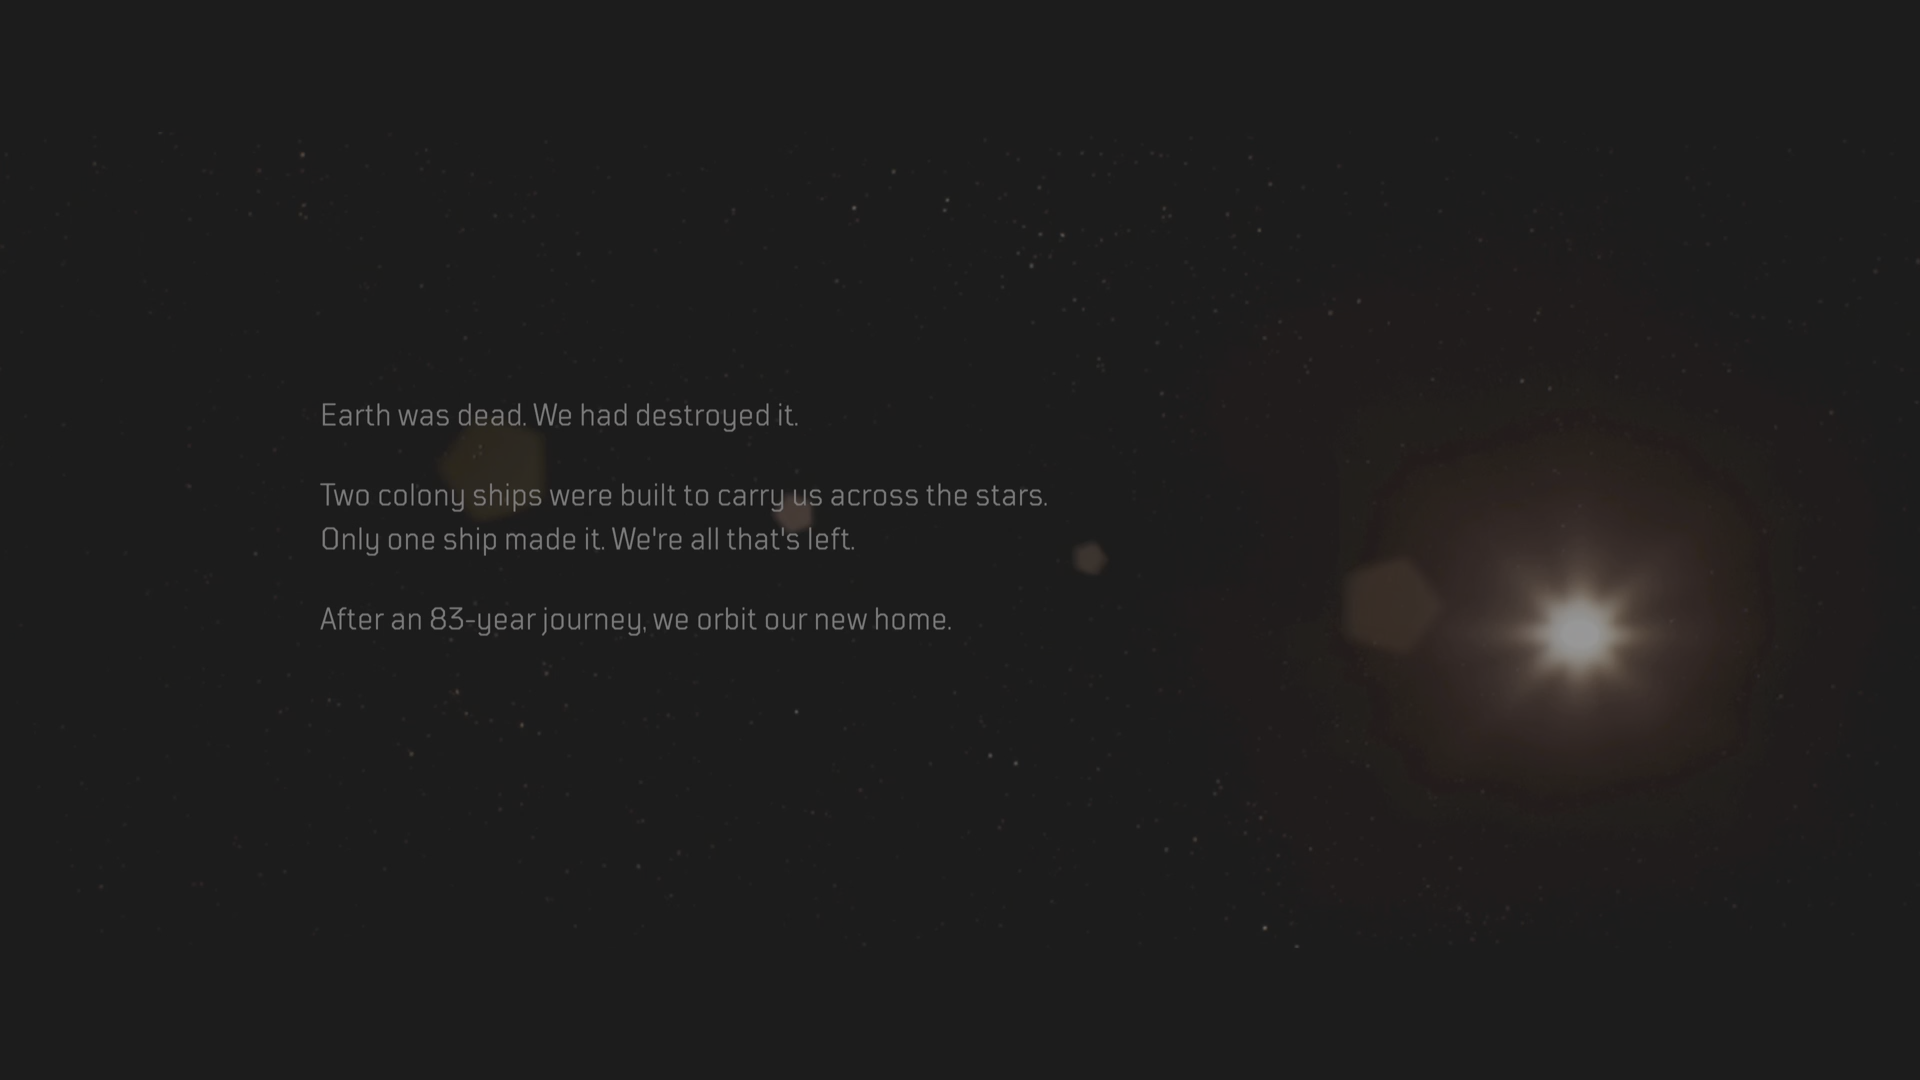 Earth was dead. We had destroyed it.
Two colony ships were built to carry us across the stars.
Only one ship made it. We're all that's left.
After an 83-year journey, we orbit our new home.